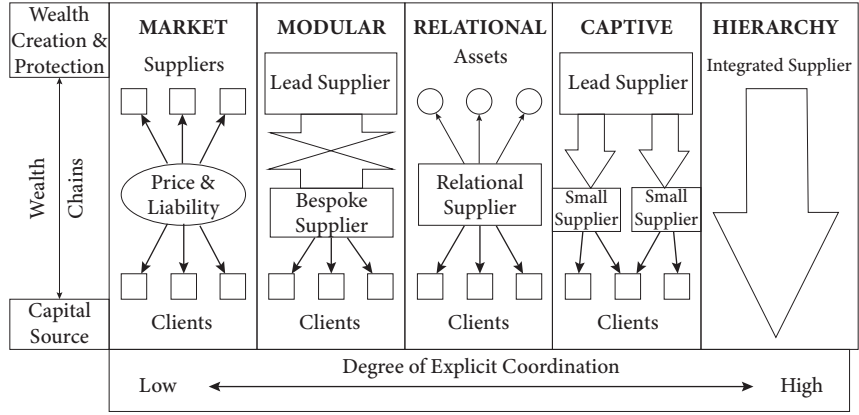 Wealth
Creation &
Protection
Wealth
Chains
Capital
Source
MARKET
Suppliers
Price &
Liability
Clients
MODULAR
Lead Supplier
Bespoke
Supplier
Clients
RELATIONAL
Assets
Relational
Supplier
Clients
CAPTIVE
Lead Supplier
Small
Supplier
Small
Supplier
Clients
HIERARCHY
Integrated Supplier
Degree of Explicit Coordination
Low
High